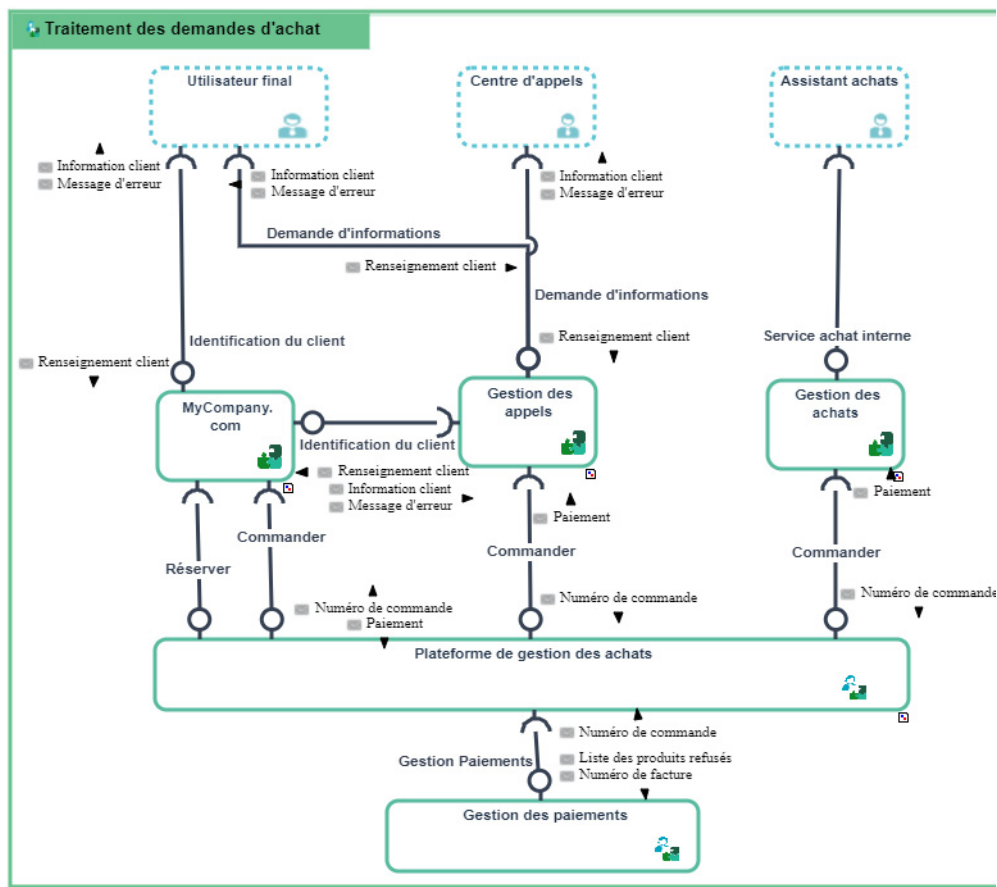 Traitement des demandes d'achat
Utilisateur final
Centre d'appels
Assistant achats
Information client
Message d'erreur
Information client
Message d'erreur
Information client
Message d'erreur
Demande d'informations
Renseignement client
Demande d'informations
Identification du client
Renseignement client
Service achat interne
Renseignement client
MyCompany.
com
Gestion des
appels
Gestion des
achats
Identification du client
Renseignement client
Information client
Message d'erreur
Paiement
Paiement
Commander
Réserver
Commander
Commander
Numéro de commande
Paiement
Numéro de commande
Numéro de commande
Plateforme de gestion des achats
Numéro de commande
Gestion Paiements
Liste des produits refusés
Numéro de facture
Gestion des paiements